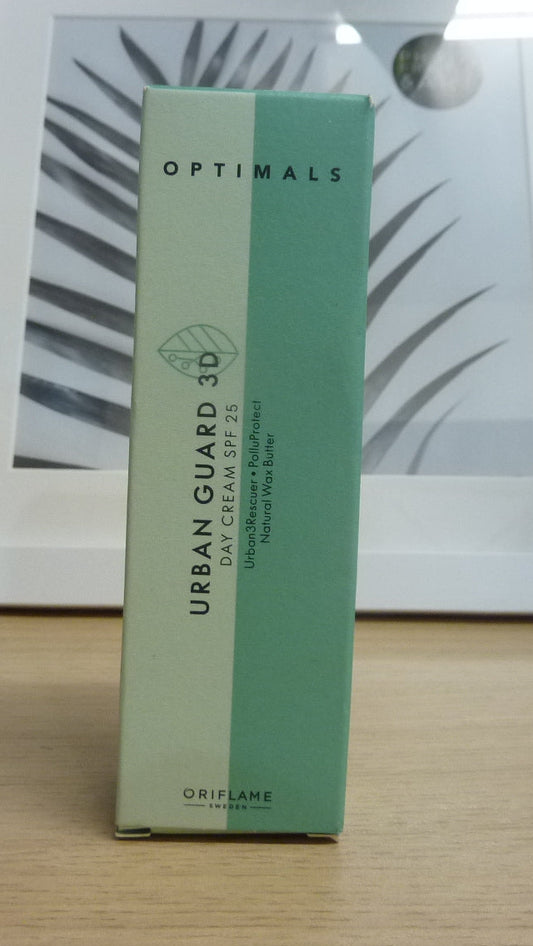 OPTIMALS
URBAN GUARD 3D
DAY CREAM SPF 25
Urban3Rescuer • PolluProtect
Natural Wax Butter
ORIFLAME
SWEDEN